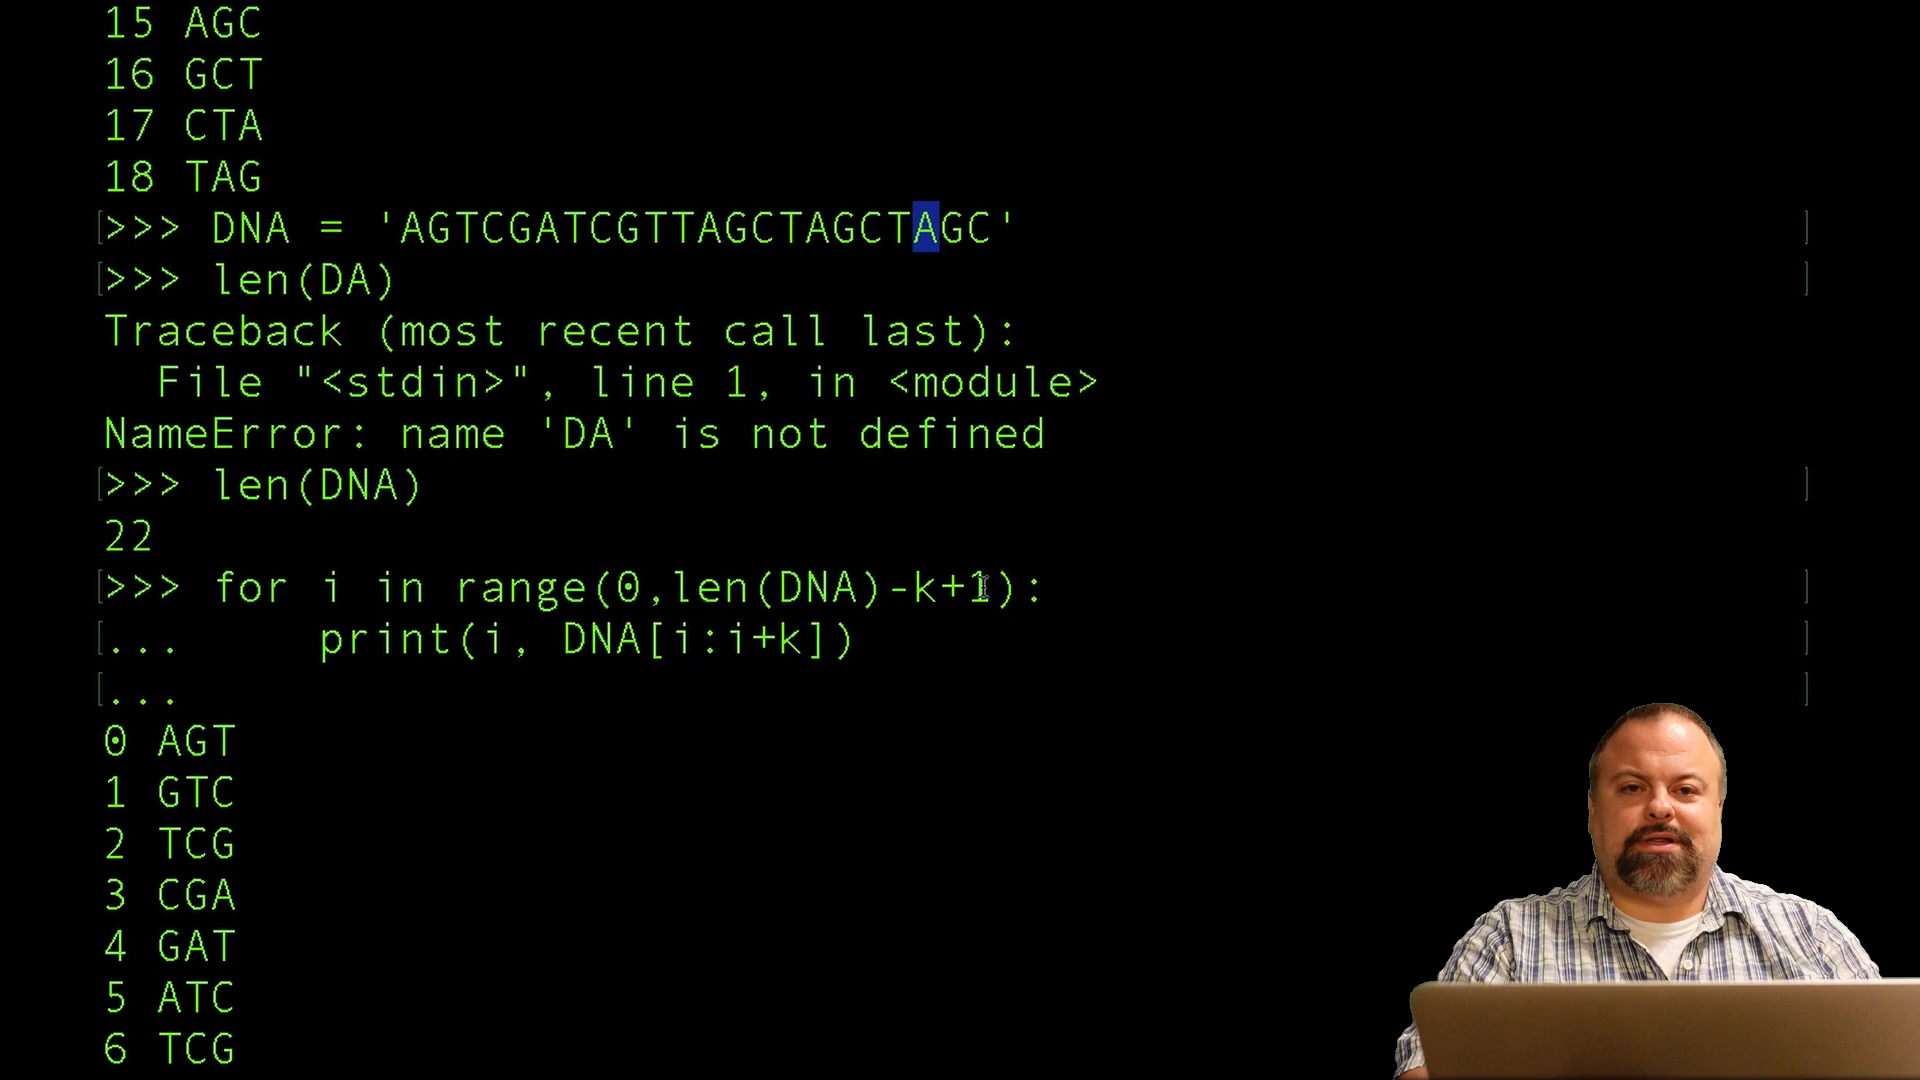 15 AGC
16 GCT
17 CTA
18 TAG
>>> DNA = 'AGTCGATCGTTAGCTAGCTAGC'
>>> len(DA)
Traceback (most recent call last):
  File "<stdin>", line 1, in <module>
NameError: name 'DA' is not defined
>>> len(DNA)
22
>>> for i in range(0,len(DNA)-k+1):
...     print(i, DNA[i:i+k])
...
0 AGT
1 GTC
2 TCG
3 CGA
4 GAT
5 ATC
6 TCG